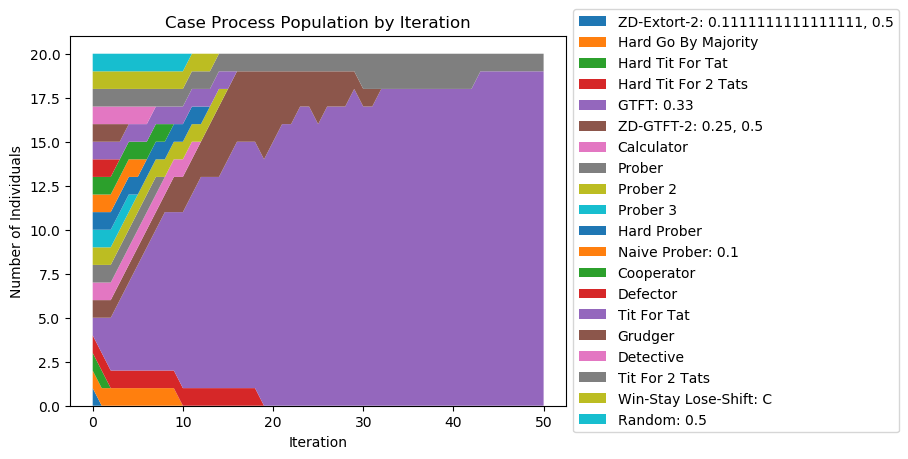 Case Process Population by Iteration
Number of Individuals
20.0
17.5
15.0
12.5
10.0
7.5
5.0
2.5
0.0
0
10
20
30
40
50
Iteration
ZD-Extort-2: 0.1111111111111111, 0.5
Hard Go By Majority
Hard Tit For Tat
Hard Tit For 2 Tats
GTFT: 0.33
ZD-GTFT-2: 0.25, 0.5
Calculator
Prober
Prober 2
Prober 3
Hard Prober
Naive Prober: 0.1
Cooperator
Defector
Tit For Tat
Grudger
Detective
Tit For 2 Tats
Win-Stay Lose-Shift: C
Random: 0.5